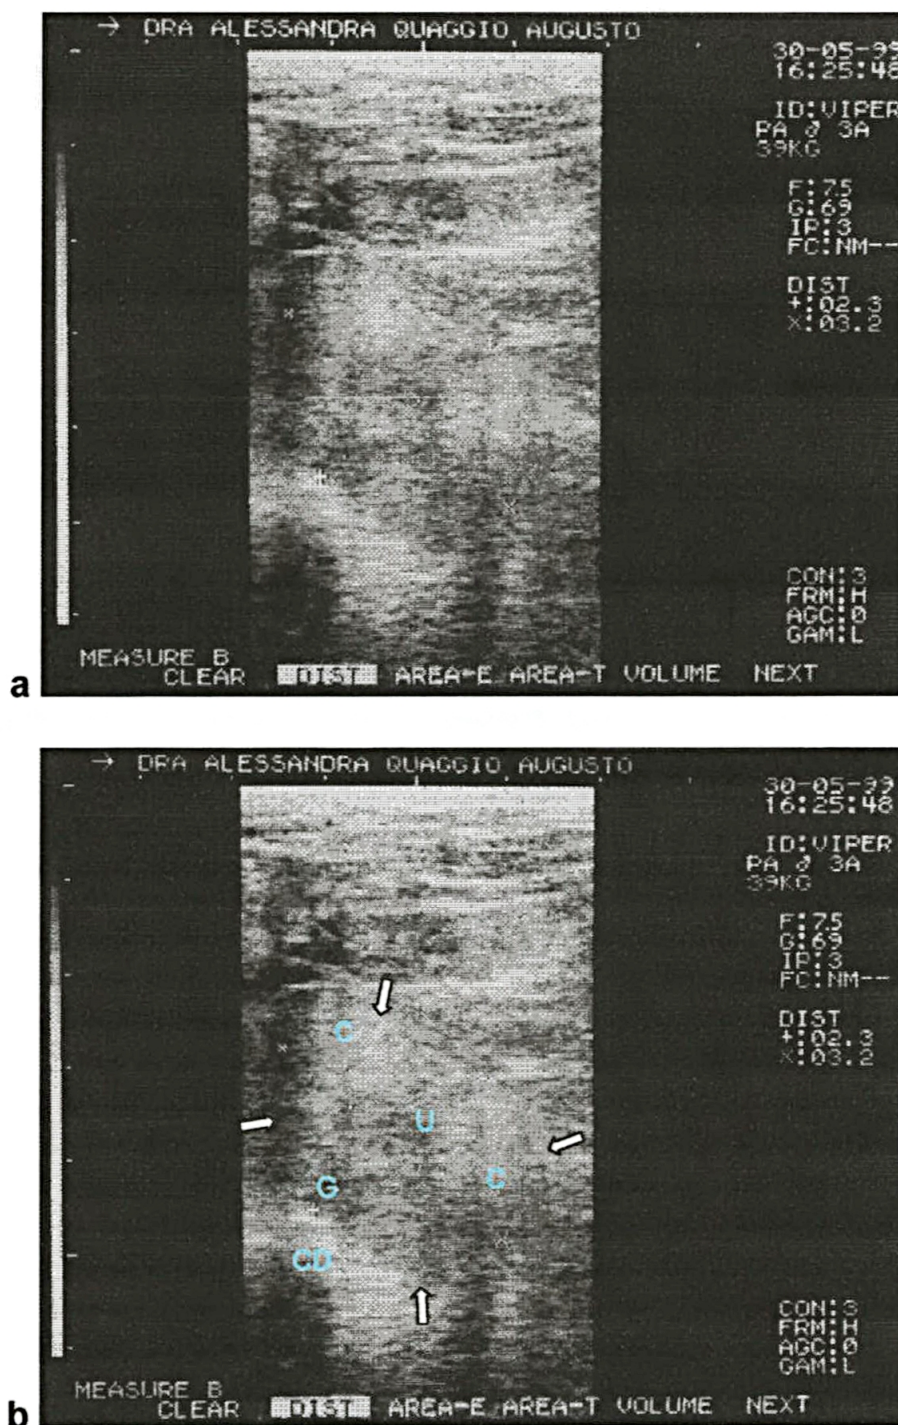 → DRA ALESSANDRA QUAGGIO AUGUSTO
30-05-99
16:25:48
ID:VIPER
PA ♂ 3A
39KG
F:75
G:69
IP:3
FC:NM--
DIST
+:02.3
×:03.2
CON:3
FRM:H
AGC:0
GAM:L
MEASURE B
CLEAR DIST AREA-E AREA-T VOLUME NEXT
a
→ DRA ALESSANDRA QUAGGIO AUGUSTO
30-05-99
16:25:48
ID:VIPER
PA ♂ 3A
39KG
F:75
G:69
IP:3
FC:NM--
DIST
+:02.3
×:03.2
C
U
C
G
CD
CON:3
FRM:H
AGC:0
GAM:L
MEASURE B
CLEAR DIST AREA-E AREA-T VOLUME NEXT
b